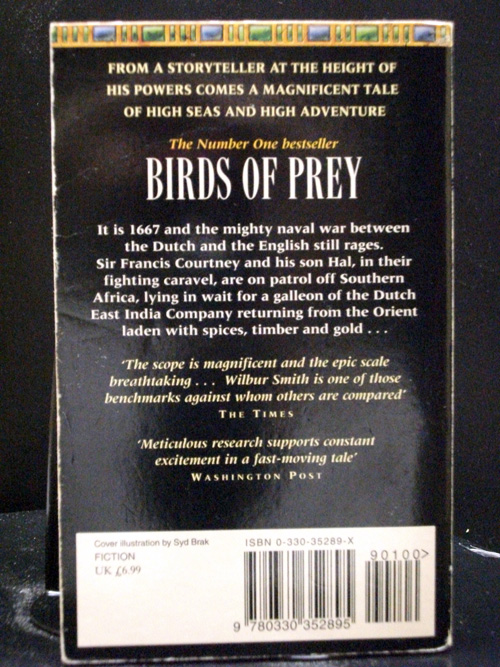 FROM A STORYTELLER AT THE HEIGHT OF
HIS POWERS COMES A MAGNIFICENT TALE
OF HIGH SEAS AND HIGH ADVENTURE
The Number One bestseller
BIRDS OF PREY
It is 1667 and the mighty naval war between
the Dutch and the English still rages.
Sir Francis Courtney and his son Hal, in their
fighting caravel, are on patrol off Southern
Africa, lying in wait for a galleon of the Dutch
East India Company returning from the Orient
laden with spices, timber and gold . . .
‘The scope is magnificent and the epic scale
breathtaking . . . Wilbur Smith is one of those
benchmarks against whom others are compared’
THE TIMES
‘Meticulous research supports constant
excitement in a fast-moving tale’
WASHINGTON POST
Cover illustration by Syd Brak
FICTION
UK £6.99
ISBN 0-330-35289-X
90100>
9 780330 352895